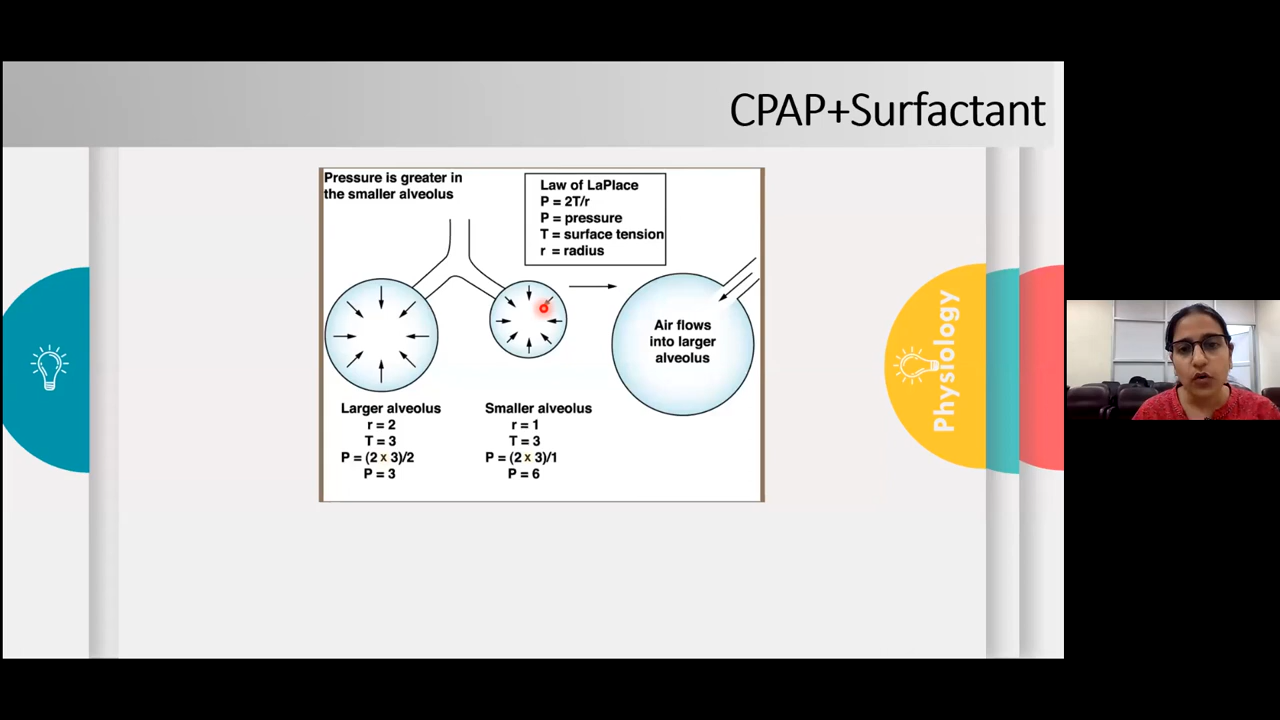 CPAP+Surfactant
Pressure is greater in
the smaller alveolus
Law of LaPlace
P = 2T/r
P = pressure
T = surface tension
r = radius
Air flows
into larger
alveolus
Larger alveolus
r = 2
T = 3
P = (2 x 3)/2
P = 3
Smaller alveolus
r = 1
T = 3
P = (2 x 3)/1
P = 6
Physiology